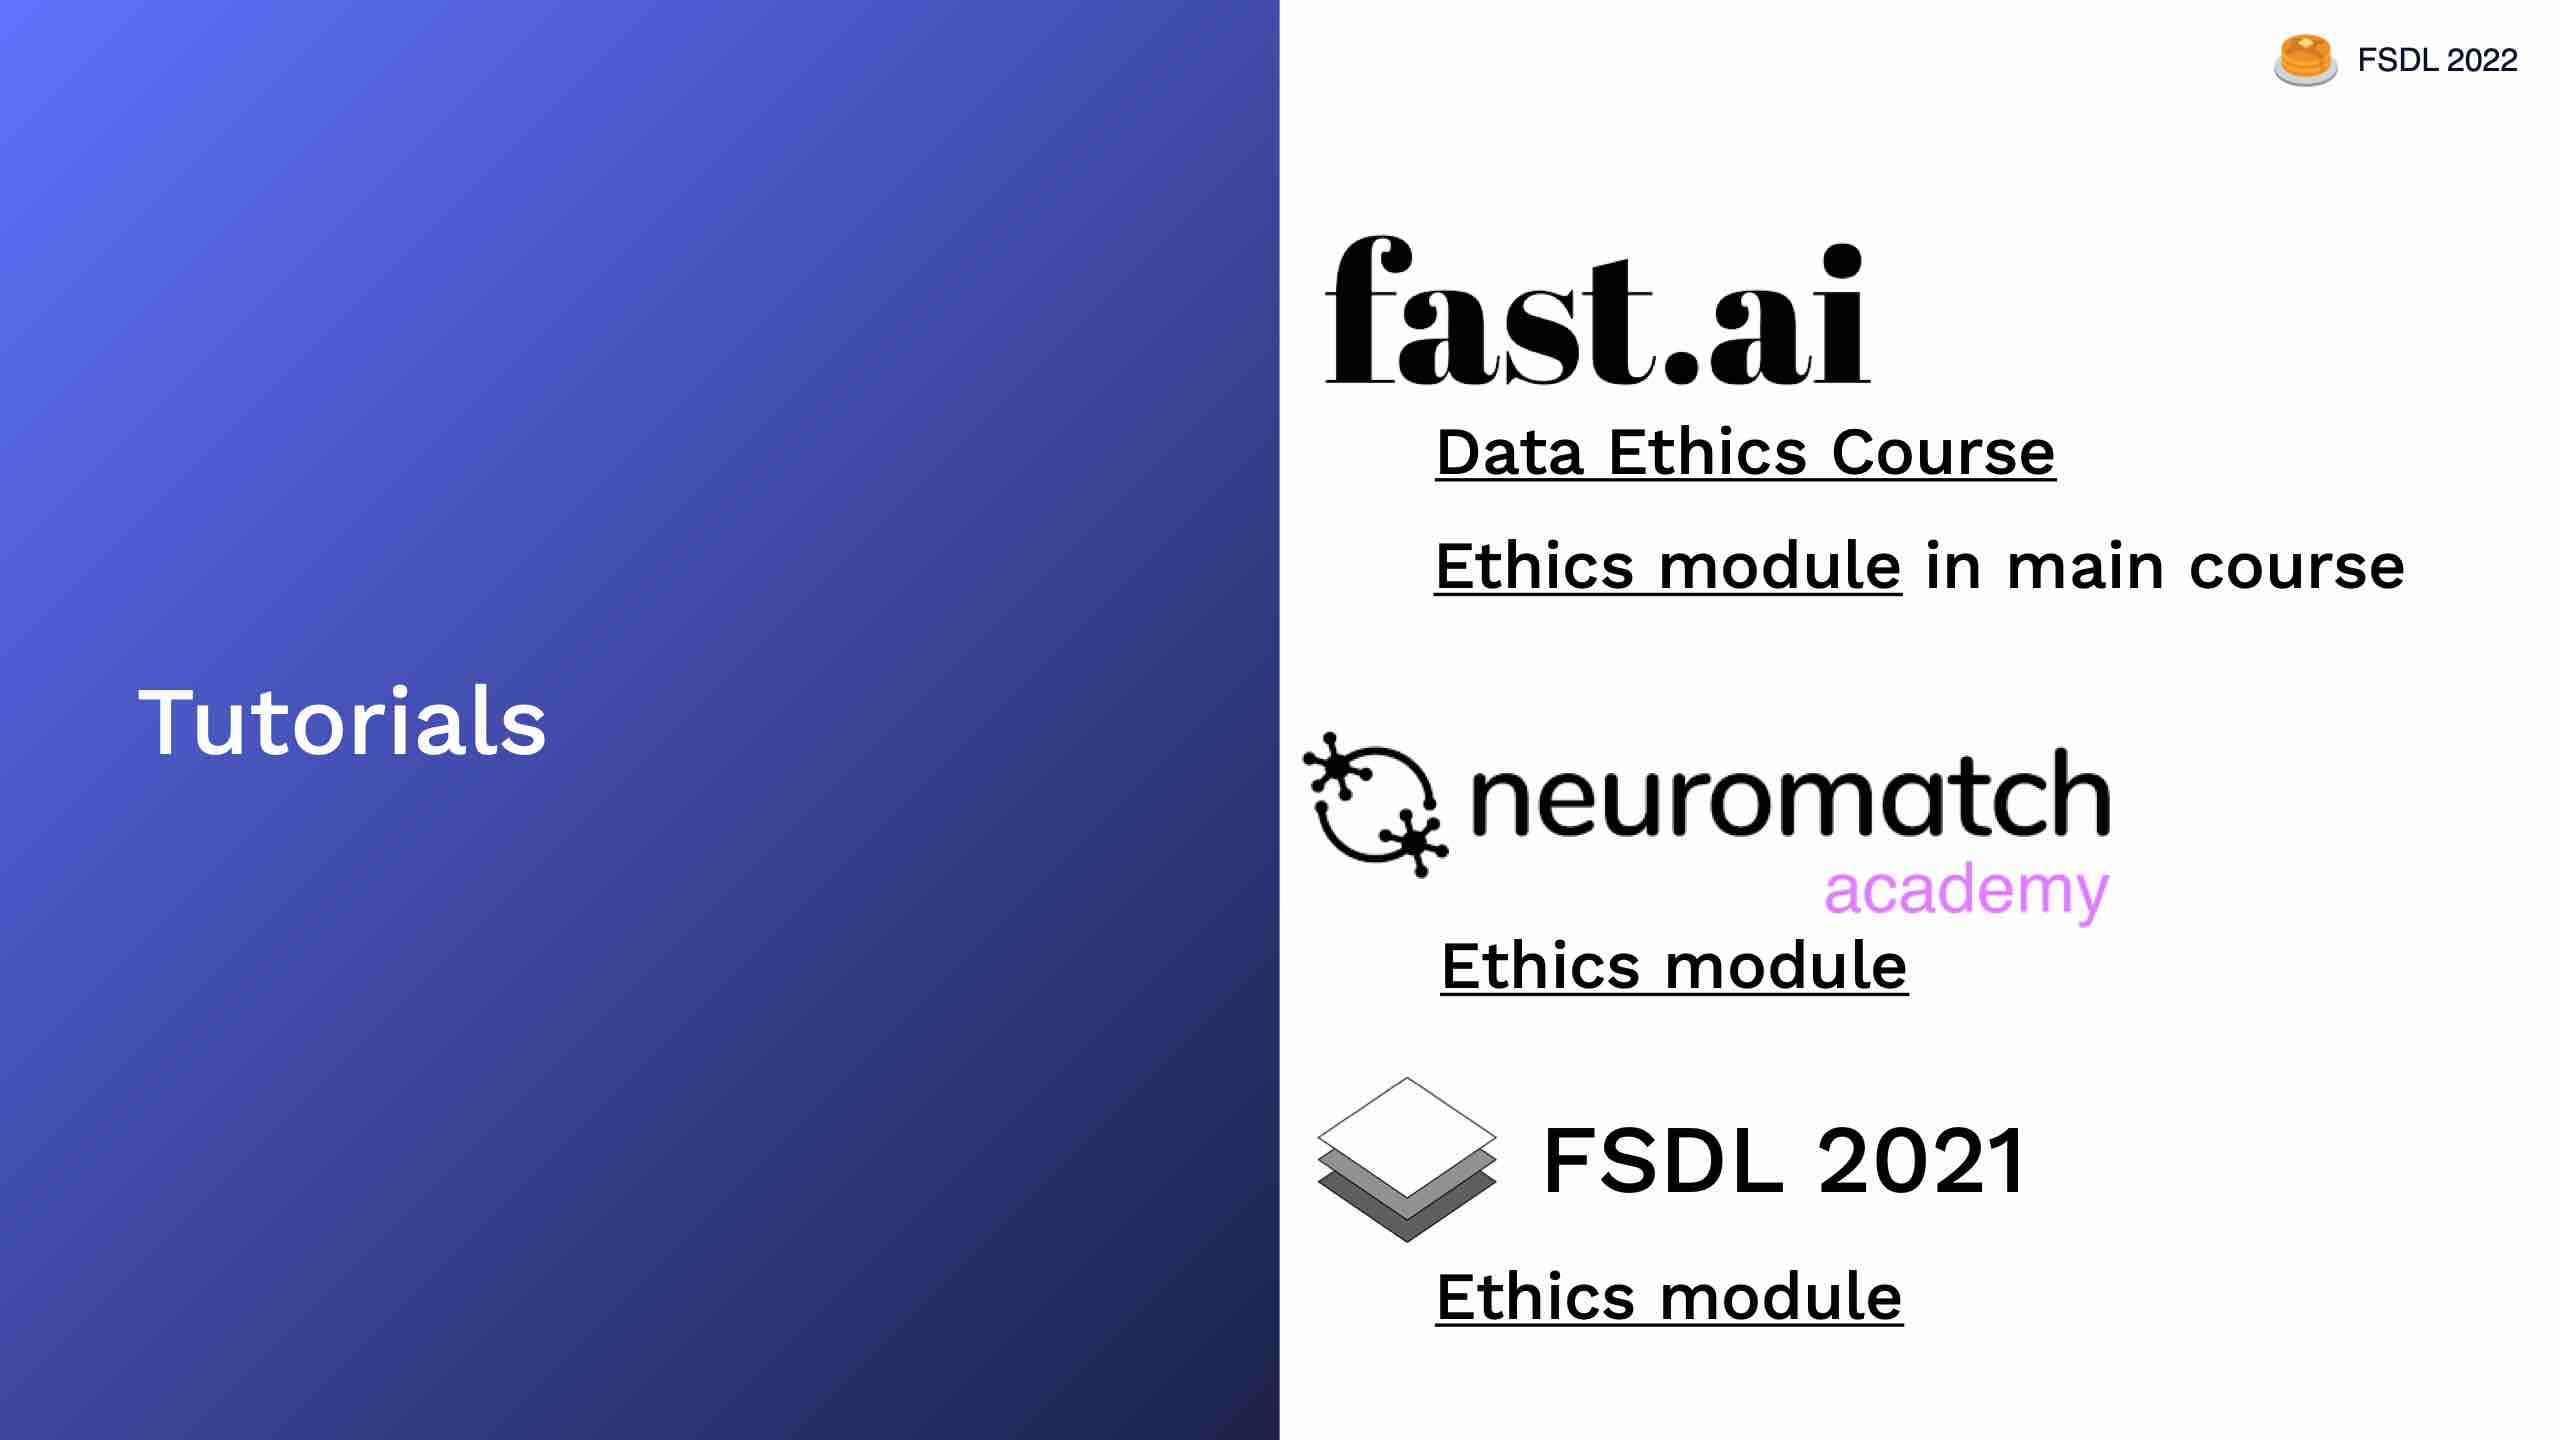 FSDL 2022
Tutorials
fast.ai
Data Ethics Course
Ethics module in main course
neuromatch
academy
Ethics module
FSDL 2021
Ethics module